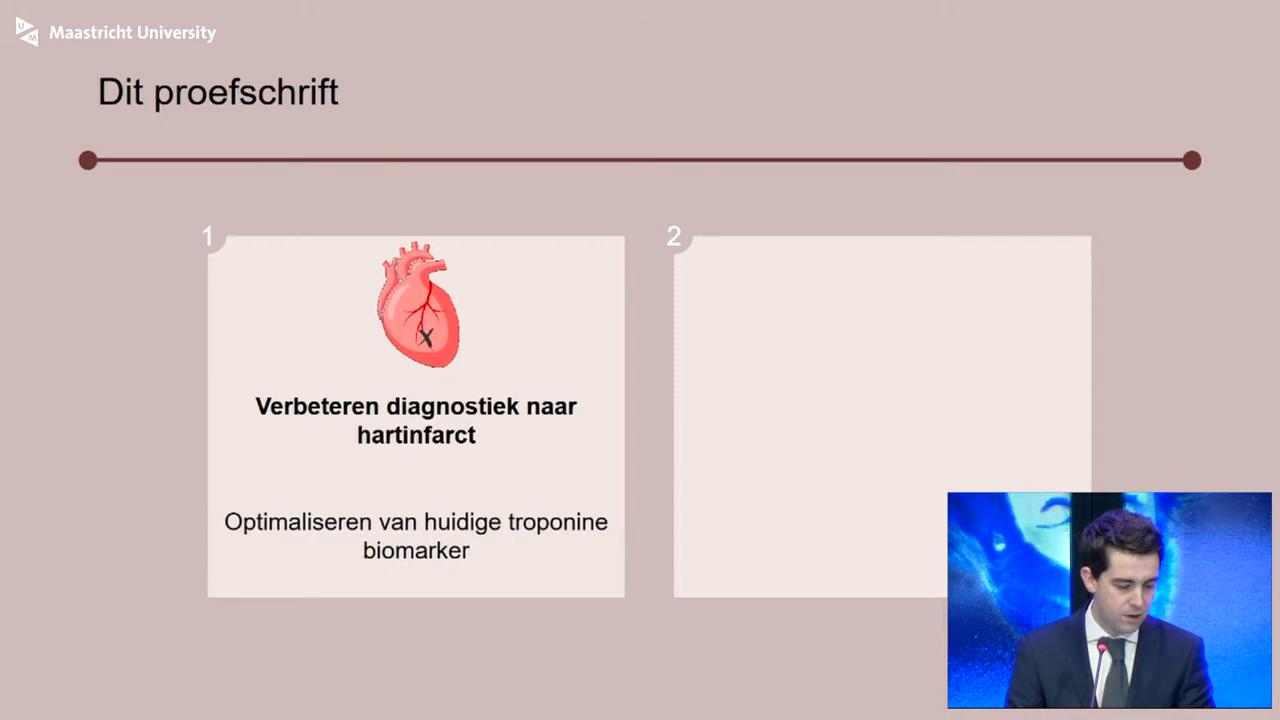 Maastricht University
Dit proefschrift
1
Verbeteren diagnostiek naar
hartinfarct
Optimaliseren van huidige troponine
biomarker
2